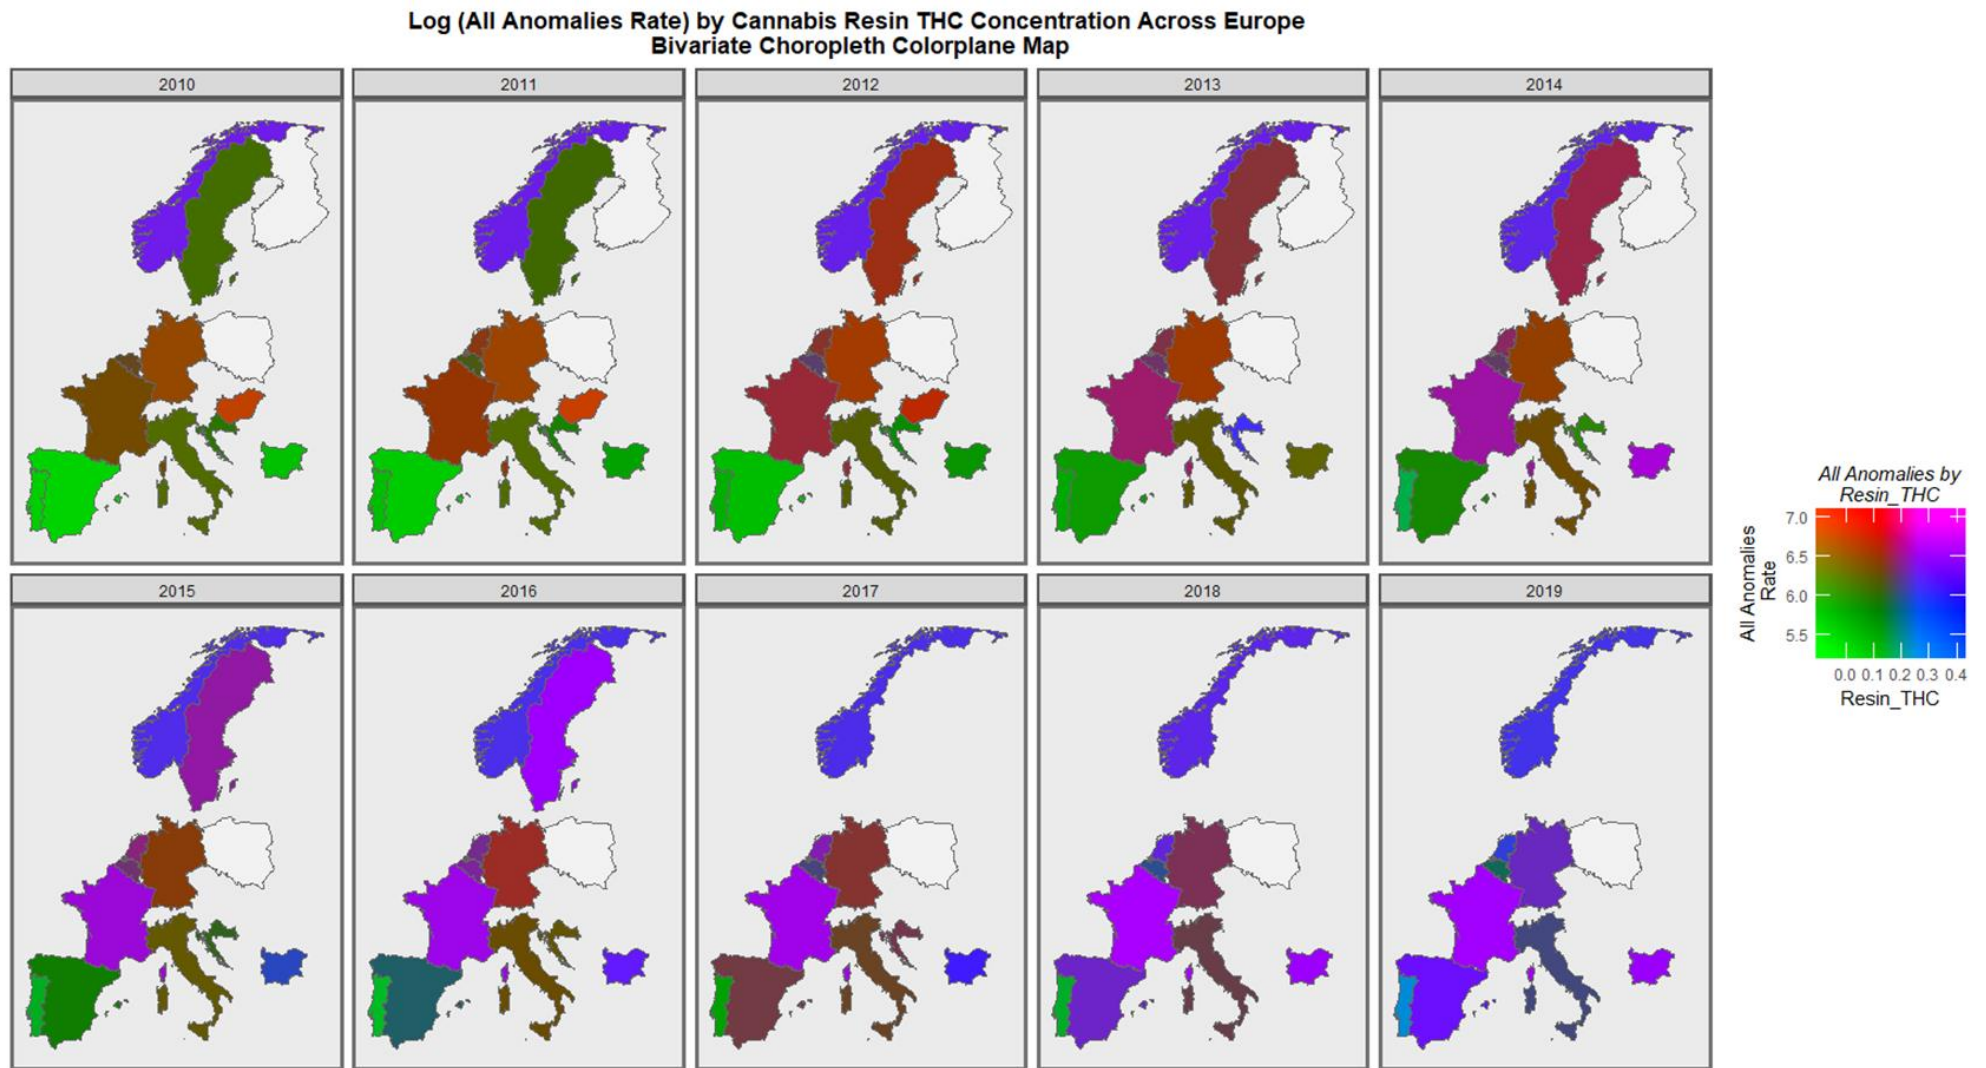 Log (All Anomalies Rate) by Cannabis Resin THC Concentration Across Europe
Bivariate Choropleth Colorplane Map
2010
2011
2012
2013
2014
2015
2016
2017
2018
2019
All Anomalies by
Resin_THC
All Anomalies
Rate
7.0
6.5
6.0
5.5
0.0 0.1 0.2 0.3 0.4
Resin_THC